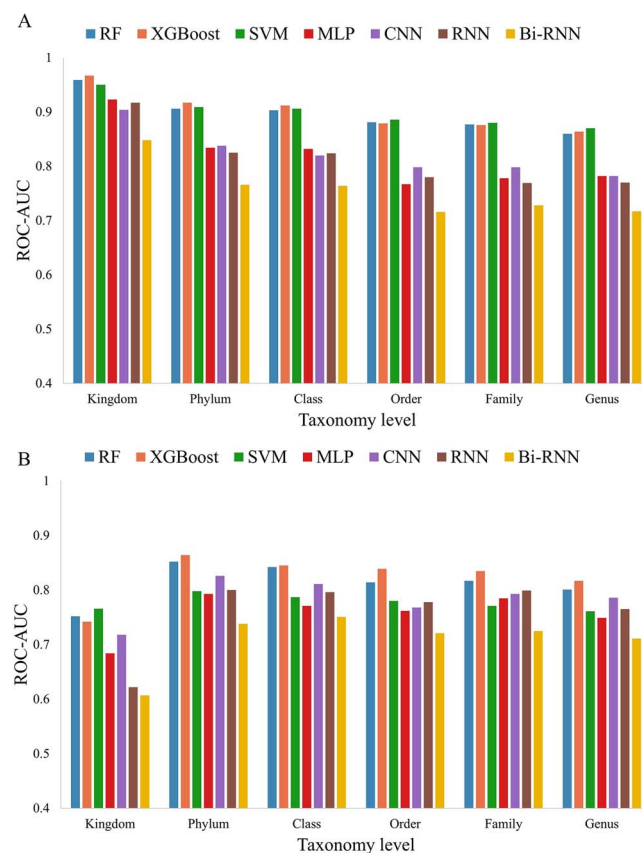 A
RF XGBoost SVM MLP CNN RNN Bi-RNN
1
0.9
0.8
0.7
0.6
0.5
0.4
ROC-AUC
Kingdom Phylum Class Order Family Genus
Taxonomy level
B
RF XGBoost SVM MLP CNN RNN Bi-RNN
1
0.9
0.8
0.7
0.6
0.5
0.4
ROC-AUC
Kingdom Phylum Class Order Family Genus
Taxonomy level